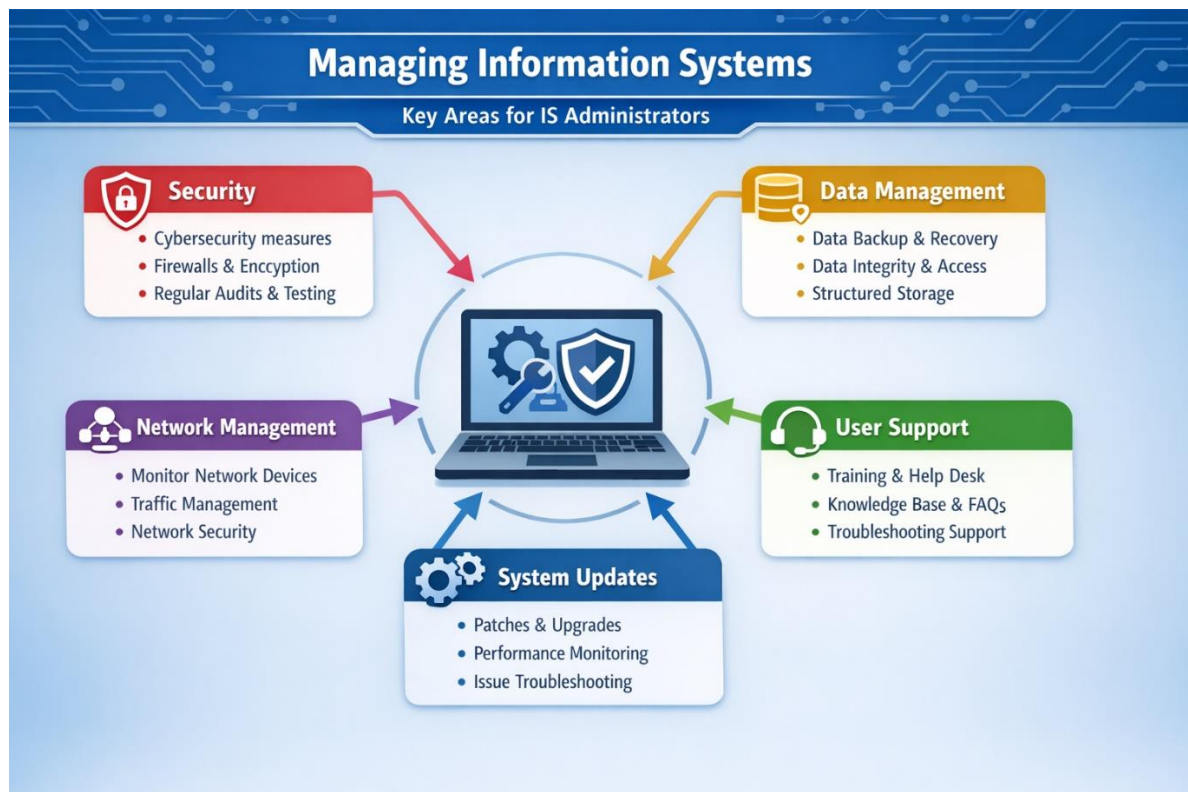 Managing Information Systems
Key Areas for IS Administrators
Security
• Cybersecurity measures
• Firewalls & Enccyption
• Regular Audits & Testing
Data Management
• Data Backup & Recovery
• Data Integrity & Access
• Structured Storage
Network Management
• Monitor Network Devices
• Traffic Management
• Network Security
User Support
• Training & Help Desk
• Knowledge Base & FAQs
• Troubleshooting Support
System Updates
• Patches & Upgrades
• Performance Monitoring
• Issue Troubleshooting